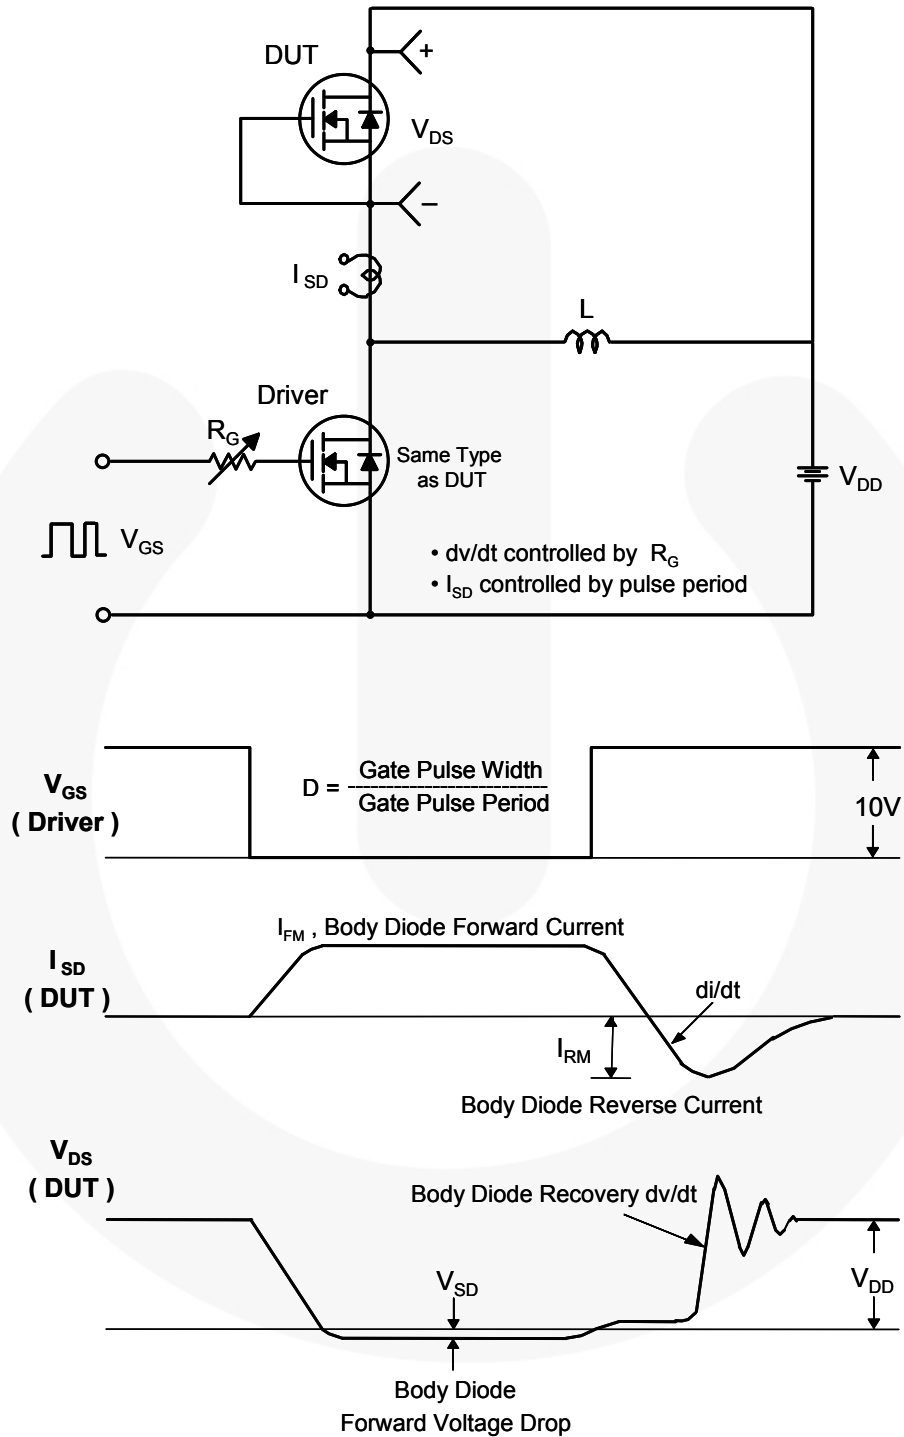 DUT
+
V_DS
−
I_SD
L
Driver
R_G
Same Type
as DUT
V_DD
V_GS
• dv/dt controlled by R_G
• I_SD controlled by pulse period
V_GS
( Driver )
D = Gate Pulse Width
Gate Pulse Period
10V
I_FM , Body Diode Forward Current
I_SD
( DUT )
di/dt
I_RM
Body Diode Reverse Current
V_DS
( DUT )
Body Diode Recovery dv/dt
V_SD
V_DD
Body Diode
Forward Voltage Drop